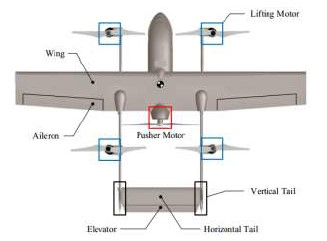 Lifting Motor
Wing
Aileron
Pusher Motor
Vertical Tail
Elevator
Horizontal Tail